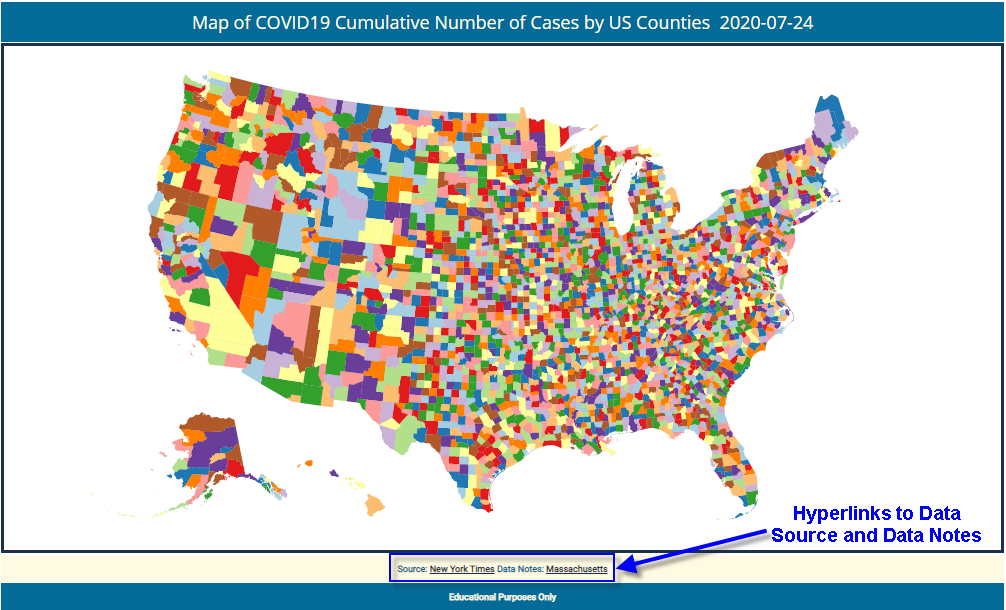 Map of COVID19 Cumulative Number of Cases by US Counties 2020-07-24
Hyperlinks to Data
Source and Data Notes
Source: New York Times Data Notes: Massachusetts
Educational Purposes Only